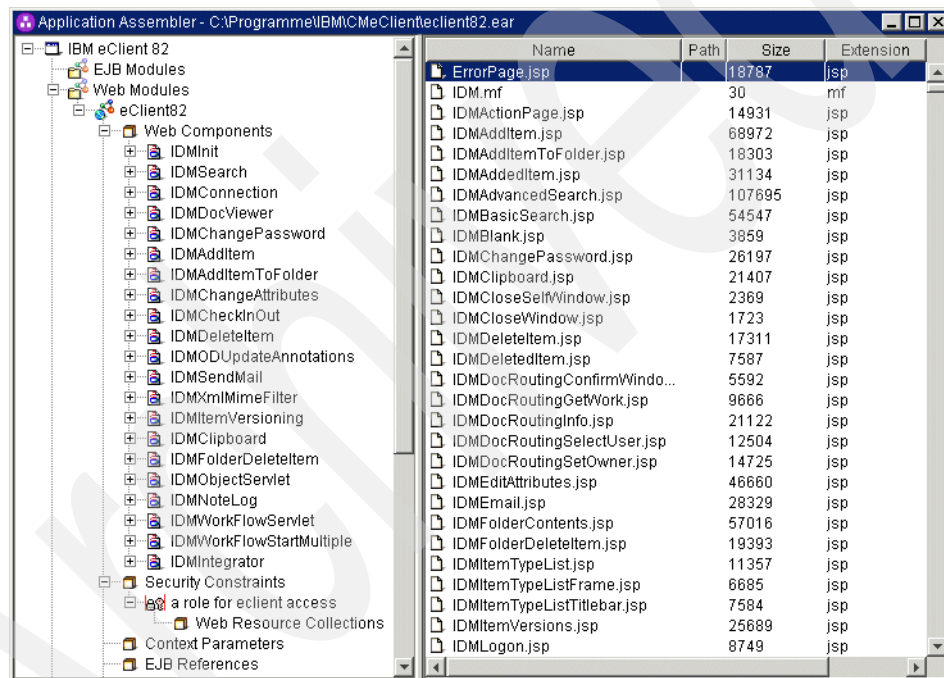 Application Assembler - C:\Programme\IBM\CMeClient\eclient82.ear
IBM eClient 82
EJB Modules
Web Modules
eClient82
Web Components
IDMInit
IDMSearch
IDMConnection
IDMDocViewer
IDMChangePassword
IDMAddItem
IDMAddItemToFolder
IDMChangeAttributes
IDMCheckInOut
IDMDeleteItem
IDMODUpdateAnnotations
IDMSendMail
IDMXmlMimeFilter
IDMItemVersioning
IDMClipboard
IDMFolderDeleteItem
IDMObjectServlet
IDMNoteLog
IDMWorkFlowServlet
IDMWorkFlowStartMultiple
IDMIntegrator
Security Constraints
a role for eclient access
Web Resource Collections
Context Parameters
EJB References
Name Path Size Extension
ErrorPage.jsp 18787 jsp
IDM.mf 30 mf
IDMActionPage.jsp 14931 jsp
IDMAddItem.jsp 68972 jsp
IDMAddItemToFolder.jsp 18303 jsp
IDMAddedItem.jsp 31134 jsp
IDMAdvancedSearch.jsp 107695 jsp
IDMBasicSearch.jsp 54547 jsp
IDMBlank.jsp 3859 jsp
IDMChangePassword.jsp 26197 jsp
IDMClipboard.jsp 21407 jsp
IDMCloseSelfWindow.jsp 2369 jsp
IDMCloseWindow.jsp 1723 jsp
IDMDeleteItem.jsp 17311 jsp
IDMDeletedItem.jsp 7587 jsp
IDMDocRoutingConfirmWindo... 5592 jsp
IDMDocRoutingGetWork.jsp 9666 jsp
IDMDocRoutingInfo.jsp 21122 jsp
IDMDocRoutingSelectUser.jsp 12504 jsp
IDMDocRoutingSetOwner.jsp 14725 jsp
IDMEditAttributes.jsp 46660 jsp
IDMEmail.jsp 28329 jsp
IDMFolderContents.jsp 57016 jsp
IDMFolderDeleteItem.jsp 19393 jsp
IDMItemTypeList.jsp 11357 jsp
IDMItemTypeListFrame.jsp 6685 jsp
IDMItemTypeListTitlebar.jsp 7584 jsp
IDMItemVersions.jsp 25689 jsp
IDMLogon.jsp 8749 jsp